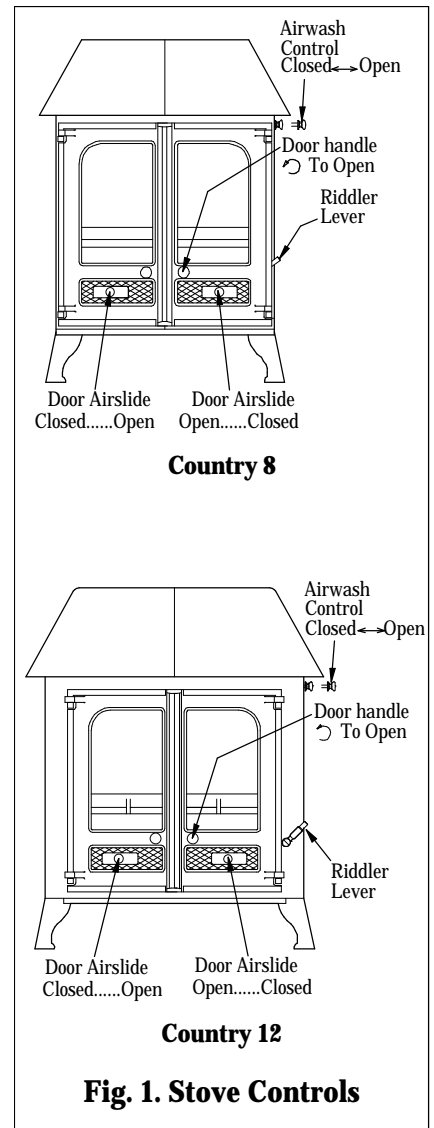 Airwash
Control
Closed↔Open
Door handle
To Open
Riddler
Lever
Door Airslide
Closed......Open
Door Airslide
Open......Closed
Country 8
Airwash
Control
Closed↔Open
Door handle
To Open
Riddler
Lever
Door Airslide
Closed......Open
Door Airslide
Open......Closed
Country 12
Fig. 1. Stove Controls